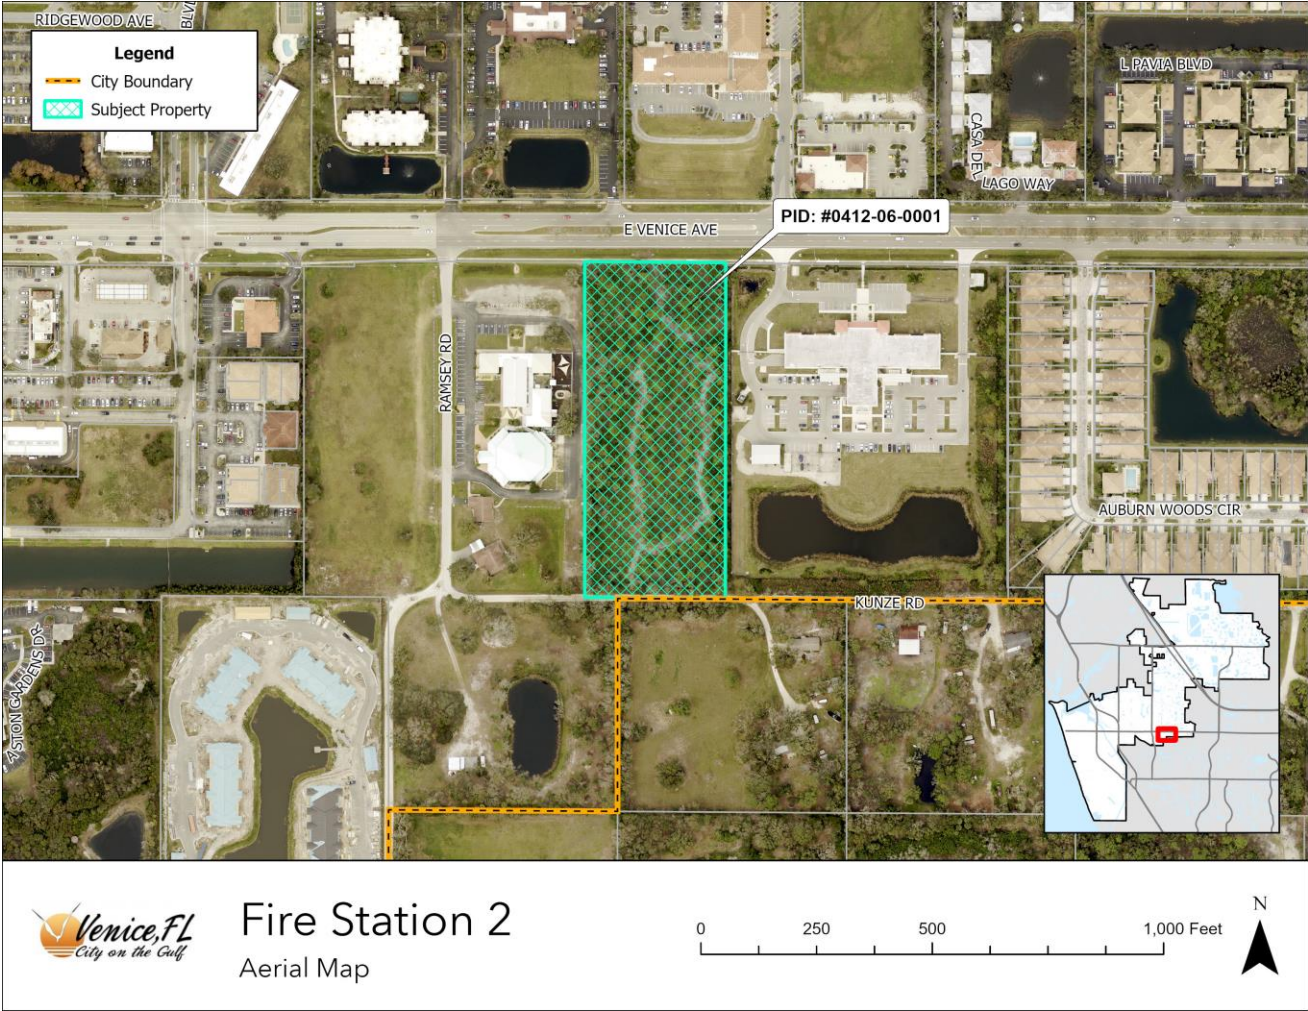 RIDGEWOOD AVE
BLVD
Legend
City Boundary
Subject Property
L PAVIA BLVD
CASA DEL
LAGO WAY
PID: #0412-06-0001
E VENICE AVE
RAMSEY RD
AUBURN WOODS CIR
KUNZE RD
ASTON GARDENS DR
Venice, FL
City on the Gulf
Fire Station 2
Aerial Map
0 250 500 1,000 Feet
N